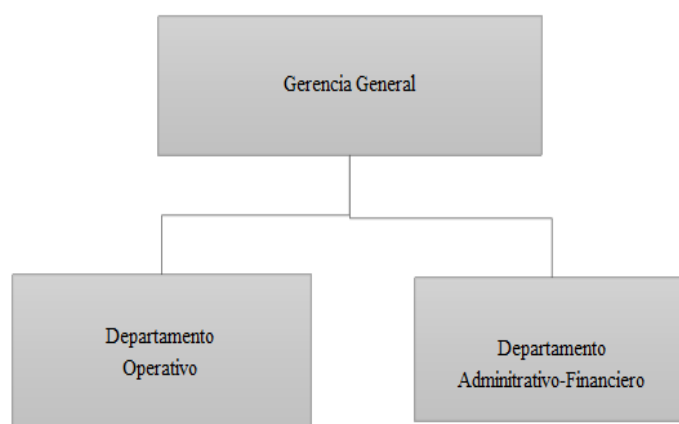 Gerencia General
Departamento
Operativo
Departamento
Adminitrativo-Financiero